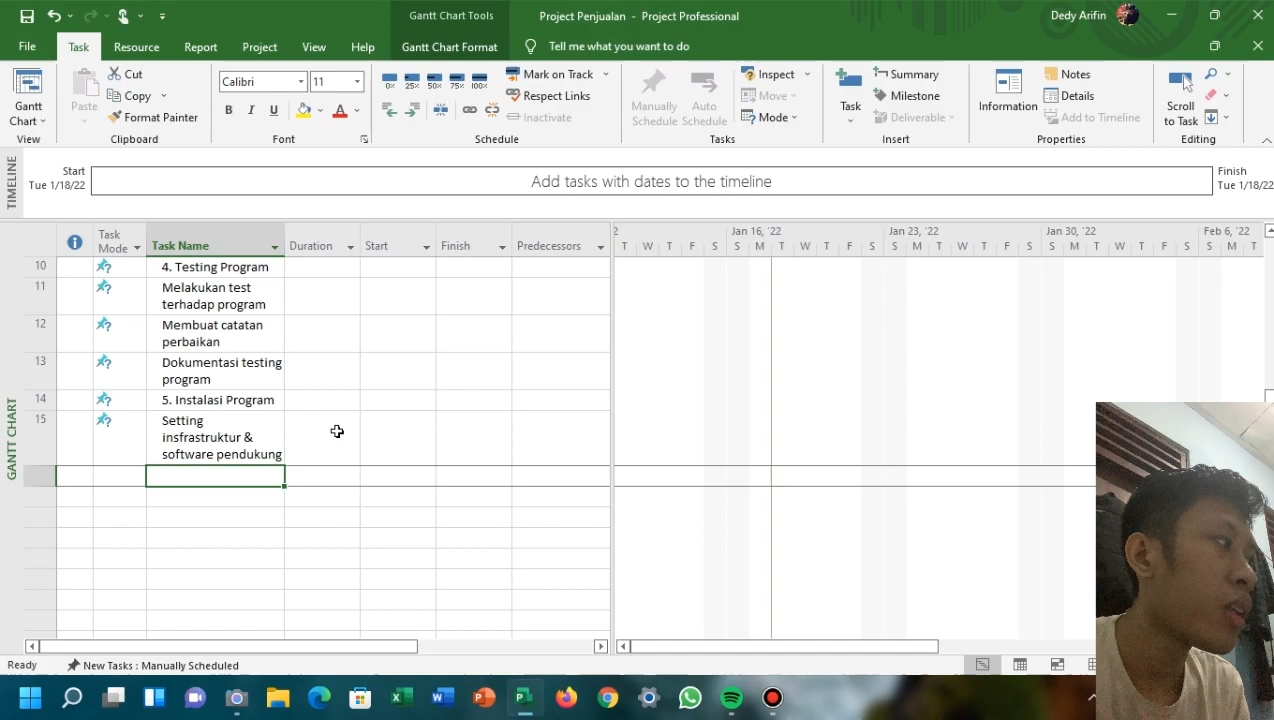 Gantt Chart Tools
Project Penjualan - Project Professional
Dedy Arifin
File Task Resource Report Project View Help Gantt Chart Format Tell me what you want to do
Gantt
Chart
View
Paste
Cut
Copy
Format Painter
Clipboard
Calibri 11
B I U A
Font
0% 25% 50% 75% 100%
Mark on Track
Respect Links
Inactivate
Schedule
Manually
Schedule
Auto
Schedule
Inspect
Move
Mode
Tasks
Task
Summary
Milestone
Deliverable
Insert
Information
Notes
Details
Add to Timeline
Properties
Scroll
to Task
Editing
TIMELINE
Start
Tue 1/18/22
Add tasks with dates to the timeline
Finish
Tue 1/18/22
Task
Mode
Task Name
Duration
Start
Finish
Predecessors
2 Jan 16, '22 Jan 23, '22 Jan 30, '22 Feb 6, '22
T W T F S S M T W T F S S M T W T F S S M T W T F S S M T
10 4. Testing Program
11 Melakukan test
terhadap program
12 Membuat catatan
perbaikan
13 Dokumentasi testing
program
14 5. Instalasi Program
15 Setting
insfrastruktur &
software pendukung
GANTT CHART
Ready New Tasks : Manually Scheduled